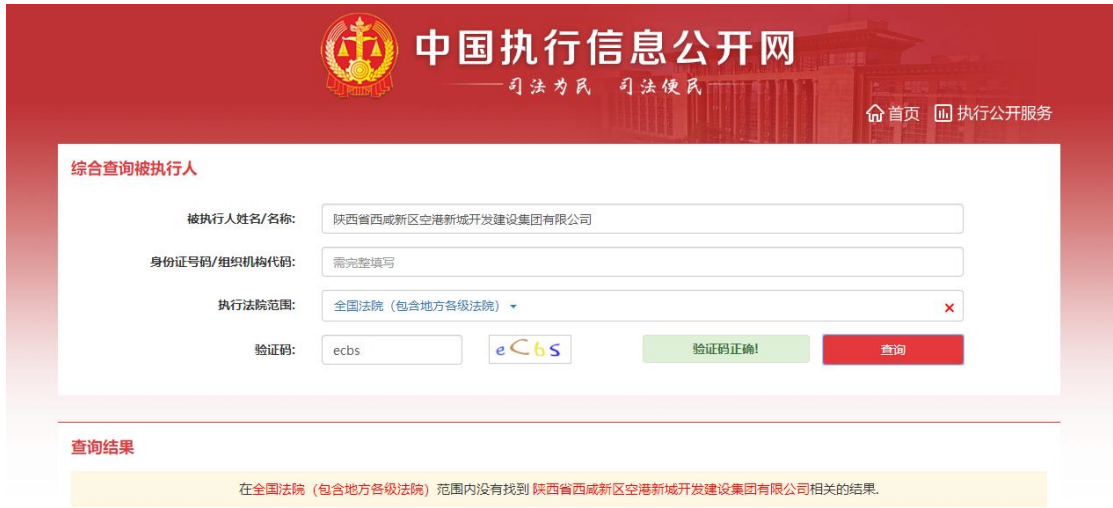 中国执行信息公开网
司法为民 司法便民
首页 执行公开服务
综合查询被执行人
被执行人姓名/名称: 陕西省西咸新区空港新城开发建设集团有限公司
身份证号码/组织机构代码: 需完整填写
执行法院范围: 全国法院（包含地方各级法院）
验证码: ecbs eCbs 验证码正确! 查询
查询结果
在全国法院（包含地方各级法院）范围内没有找到 陕西省西咸新区空港新城开发建设集团有限公司相关的结果.